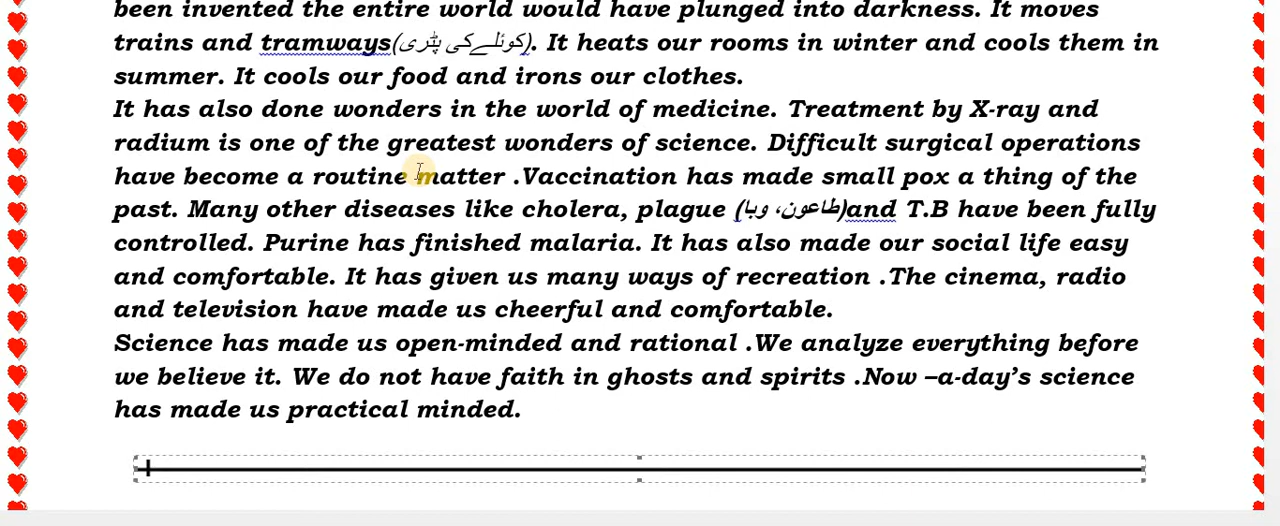 been invented the entire world would have plunged into darkness. It moves
trains and tramways(کوئلےکی پٹری). It heats our rooms in winter and cools them in
summer. It cools our food and irons our clothes.
It has also done wonders in the world of medicine. Treatment by X-ray and
radium is one of the greatest wonders of science. Difficult surgical operations
have become a routine matter .Vaccination has made small pox a thing of the
past. Many other diseases like cholera, plague (طاعون، وبا)and T.B have been fully
controlled. Purine has finished malaria. It has also made our social life easy
and comfortable. It has given us many ways of recreation .The cinema, radio
and television have made us cheerful and comfortable.
Science has made us open-minded and rational .We analyze everything before
we believe it. We do not have faith in ghosts and spirits .Now –a-day’s science
has made us practical minded.